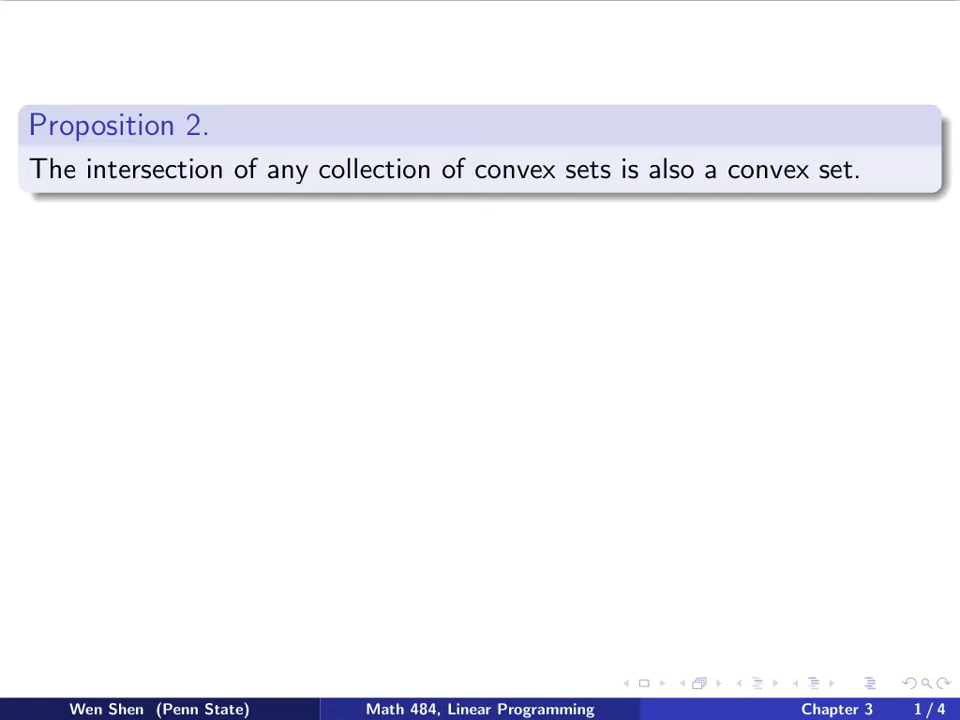 Proposition 2.
The intersection of any collection of convex sets is also a convex set.
Wen Shen (Penn State) Math 484, Linear Programming Chapter 3 1 / 4